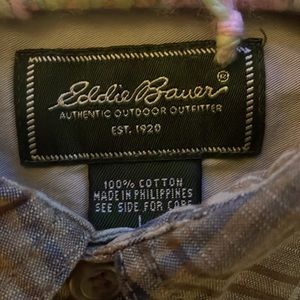 Eddie Bauer®
AUTHENTIC OUTDOOR OUTFITTER
EST. 1920
100% COTTON
MADE IN PHILIPPINES
SEE SIDE FOR CARE
L